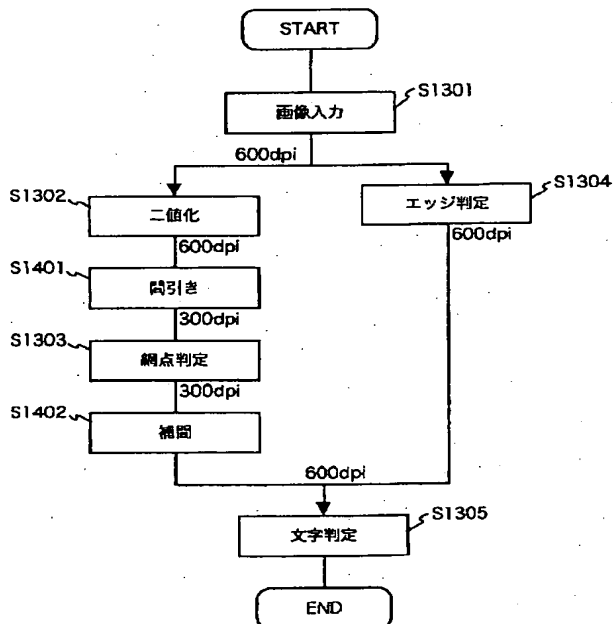 START
S1301
画像入力
600dpi
S1302
二値化
600dpi
S1304
エッジ判定
600dpi
S1401
間引き
300dpi
S1303
網点判定
300dpi
S1402
補間
600dpi
S1305
文字判定
END